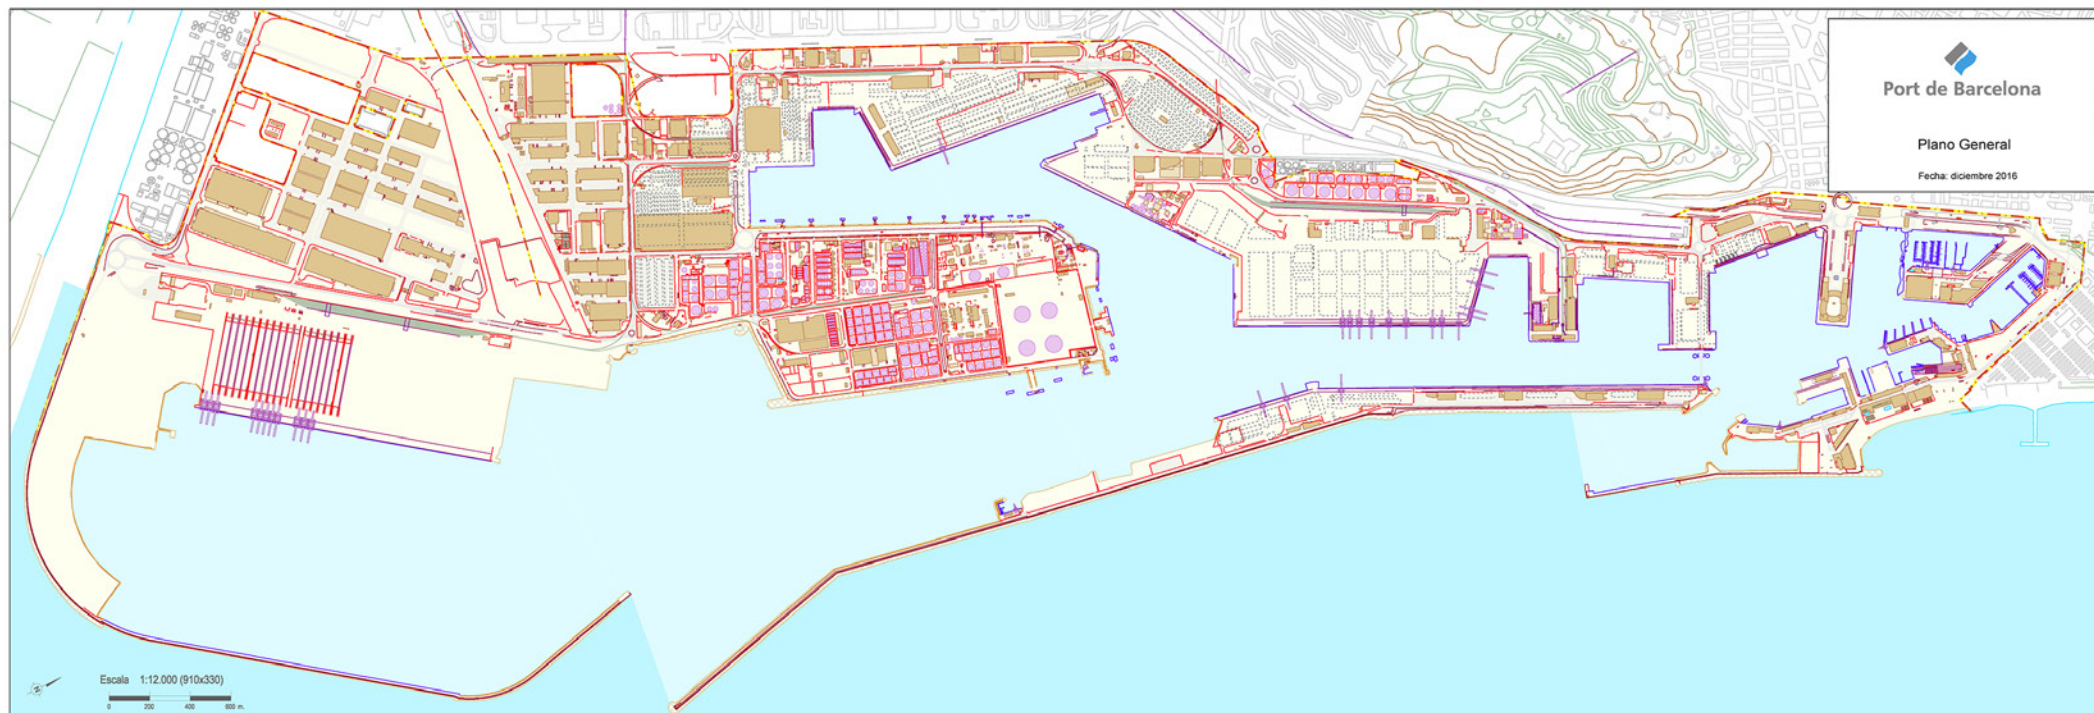 Port de Barcelona
Plano General
Fecha: diciembre 2016
Escala 1:12.000 (910x330)
0 200 400 600 m.